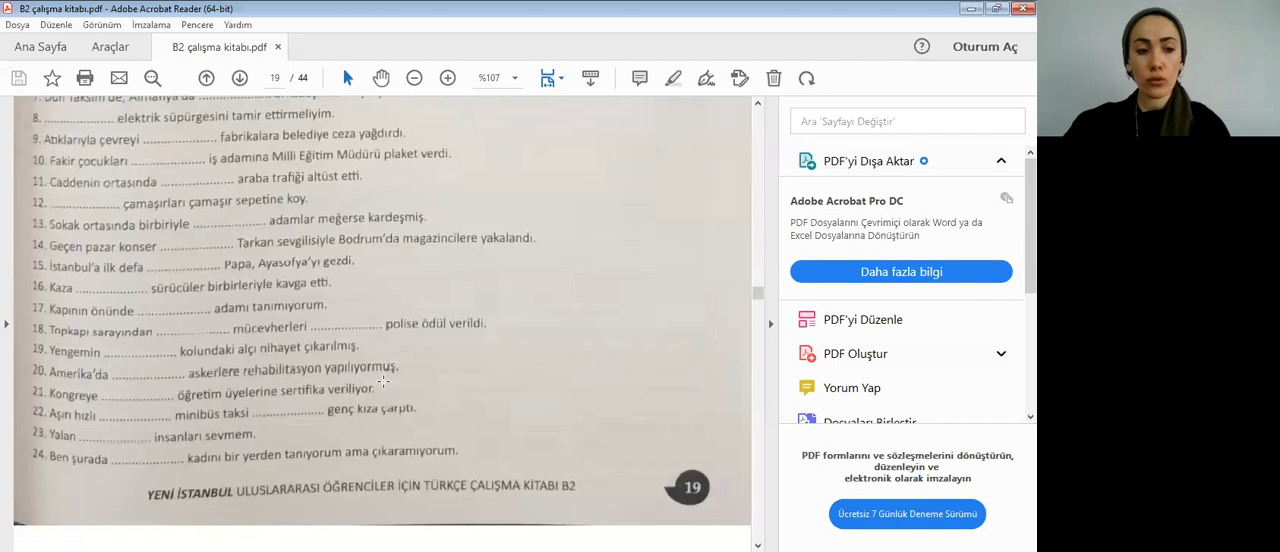 B2 çalışma kitabı.pdf - Adobe Acrobat Reader (64-bit)
Dosya Düzenle Görünüm İmzalama Pencere Yardım
Ana Sayfa Araçlar B2 çalışma kitabı.pdf × Oturum Aç
19 / 44 %107
7. Dün Taksim'de, Almanya'da
8. .................... elektrik süpürgesini tamir ettirmeliyim.
9. Atıklarıyla çevreyi .................... fabrikalara belediye ceza yağdırdı.
10. Fakir çocukları .................... iş adamına Milli Eğitim Müdürü plaket verdi.
11. Caddenin ortasında .................... araba trafiği altüst etti.
12. .................... çamaşırları çamaşır sepetine koy.
13. Sokak ortasında birbiriyle .................... adamlar meğerse kardeşmiş.
14. Geçen pazar konser .................... Tarkan sevgilisiyle Bodrum'da magazincilere yakalandı.
15. İstanbul'a ilk defa .................... Papa, Ayasofya'yı gezdi.
16. Kaza .................... sürücüler birbirleriyle kavga etti.
17. Kapının önünde .................... adamı tanımıyorum.
18. Topkapı sarayından .................... mücevherleri .................... polise ödül verildi.
19. Yengemin .................... kolundaki alçı nihayet çıkarılmış.
20. Amerika'da .................... askerlere rehabilitasyon yapılıyormuş.
21. Kongreye .................... öğretim üyelerine sertifika veriliyor.
22. Aşırı hızlı .................... minibüs taksi .................... genç kıza çarptı.
23. Yalan .................... insanları sevmem.
24. Ben şurada .................... kadını bir yerden tanıyorum ama çıkaramıyorum.
YENİ İSTANBUL ULUSLARARASI ÖĞRENCİLER İÇİN TÜRKÇE ÇALIŞMA KİTABI B2
19
Ara 'Sayfayı Değiştir'
PDF'yi Dışa Aktar
Adobe Acrobat Pro DC
PDF Dosyalarını Çevrimiçi olarak Word ya da
Excel Dosyalarına Dönüştürün
Daha fazla bilgi
PDF'yi Düzenle
PDF Oluştur
Yorum Yap
Dosyaları Birleştir
PDF formlarını ve sözleşmelerini dönüştürün,
düzenleyin ve
elektronik olarak imzalayın
Ücretsiz 7 Günlük Deneme Sürümü